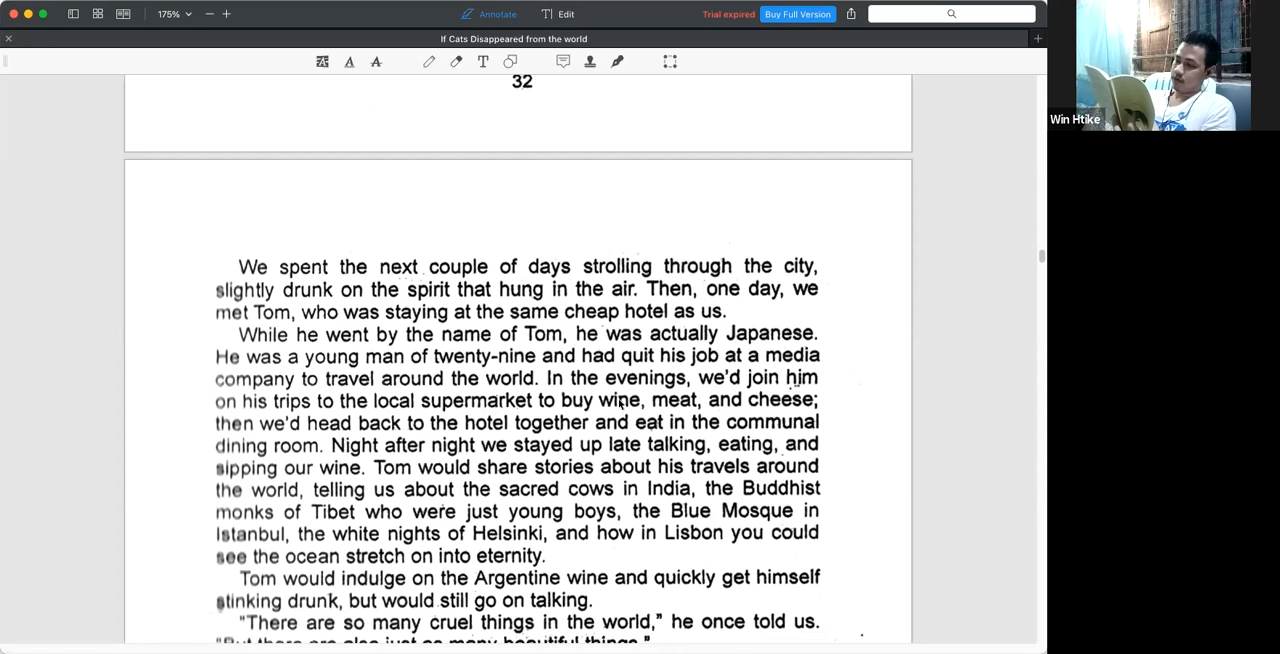 175%
Annotate
Edit
Trial expired
Buy Full Version
If Cats Disappeared from the world
32
We spent the next couple of days strolling through the city,
slightly drunk on the spirit that hung in the air. Then, one day, we
met Tom, who was staying at the same cheap hotel as us.
While he went by the name of Tom, he was actually Japanese.
He was a young man of twenty-nine and had quit his job at a media
company to travel around the world. In the evenings, we'd join him
on his trips to the local supermarket to buy wine, meat, and cheese;
then we'd head back to the hotel together and eat in the communal
dining room. Night after night we stayed up late talking, eating, and
sipping our wine. Tom would share stories about his travels around
the world, telling us about the sacred cows in India, the Buddhist
monks of Tibet who were just young boys, the Blue Mosque in
Istanbul, the white nights of Helsinki, and how in Lisbon you could
see the ocean stretch on into eternity.
Tom would indulge on the Argentine wine and quickly get himself
stinking drunk, but would still go on talking.
"There are so many cruel things in the world," he once told us.
"But there are also just as many beautiful things."
Win Htike